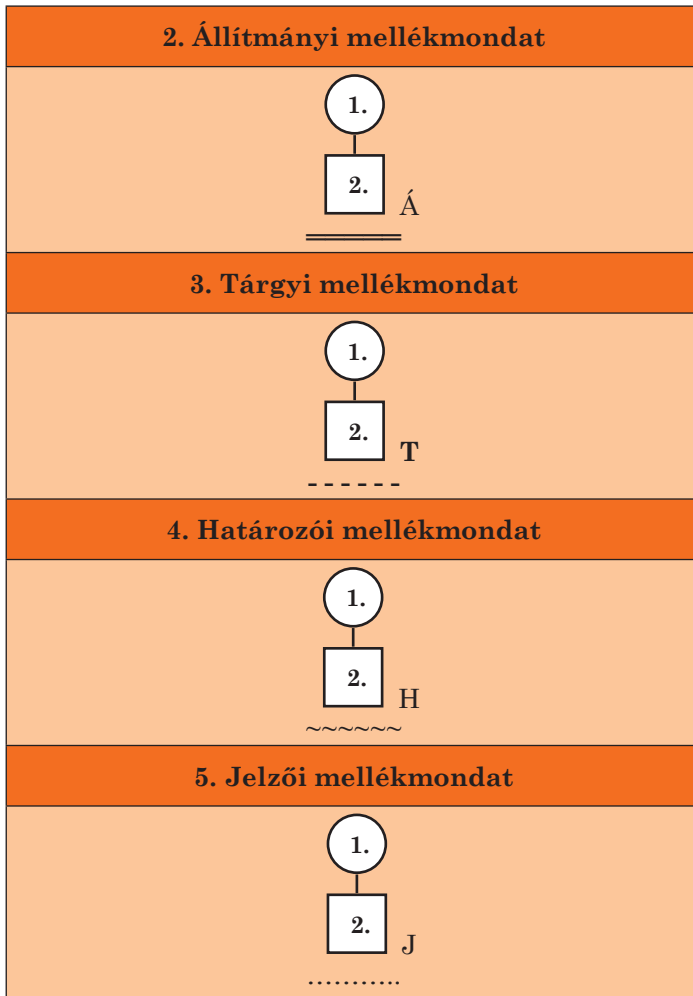 2. Állítmányi mellékmondat
1.
2.
Á
3. Tárgyi mellékmondat
1.
2.
T
4. Határozói mellékmondat
1.
2.
H
~~~~~~
5. Jelzői mellékmondat
1.
2.
J
...........